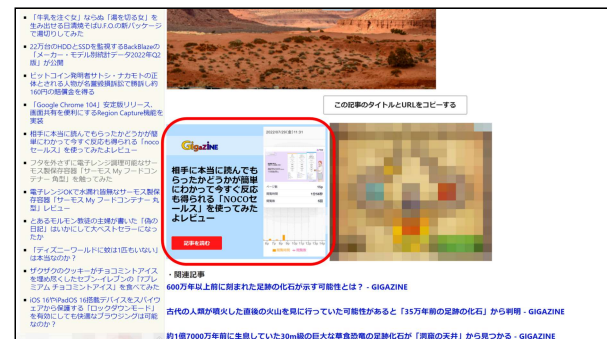 「牛乳を注ぐ女」ならぬ「湯を切る女」を
生み出せる日清焼そばU.F.O.の新パッケージ
で湯切りしてみた
22万台のHDDとSSDを監視するBackBlazeの
「メーカー・モデル別統計データ2022年Q2
版」が公開
ビットコイン発明者サトシ・ナカモトの正
体とされる人物が名誉毀損訴訟で勝訴し約
160円の賠償金を得る
「Google Chrome 104」安定版リリース、
画面共有を便利にするRegion Capture機能を
実装
相手に本当に読んでもらったかどうかが簡
単にわかって今すぐ反応も得られる「noco
セールス」を使ってみたよレビュー
フタを外さずに電子レンジ調理可能なサー
モス製保存容器「サーモス My フードコン
テナー 角型」を触ってみた
電子レンジOKで水漏れ皆無なサーモス製保
存容器「サーモス My フードコンテナー 丸
型」レビュー
とあるモルモン教徒の主婦が書いた「偽の
日記」はいかにして大ベストセラーになっ
たか
「ディズニーワールドに蚊は1匹もいない」
は本当なのか？
ザクザクのクッキーがチョコミントアイス
を埋め尽くしたセブン-イレブンの「7プレ
ミアム チョコミントアイス」を食べてみた
iOS 16やiPadOS 16搭載デバイスをスパイウ
ェアから保護する「ロックダウンモード」
を有効にしても快適なブラウジングは可能
なのか？
この記事のタイトルとURLをコピーする
GIGAZINE
相手に本当に読んでも
らったかどうかが簡単
にわかって今すぐ反応
も得られる「NOCOセ
ールス」を使ってみた
よレビュー
記事を読む
・関連記事
600万年以上前に刻まれた足跡の化石が示す可能性とは？ - GIGAZINE
古代の人類が噴火した直後の火山を見に行っていた可能性があると「35万年前の足跡の化石」から判明 - GIGAZINE
約1億7000万年前に生息していた30m級の巨大な草食恐竜の足跡化石が「洞窟の天井」から見つかる - GIGAZINE